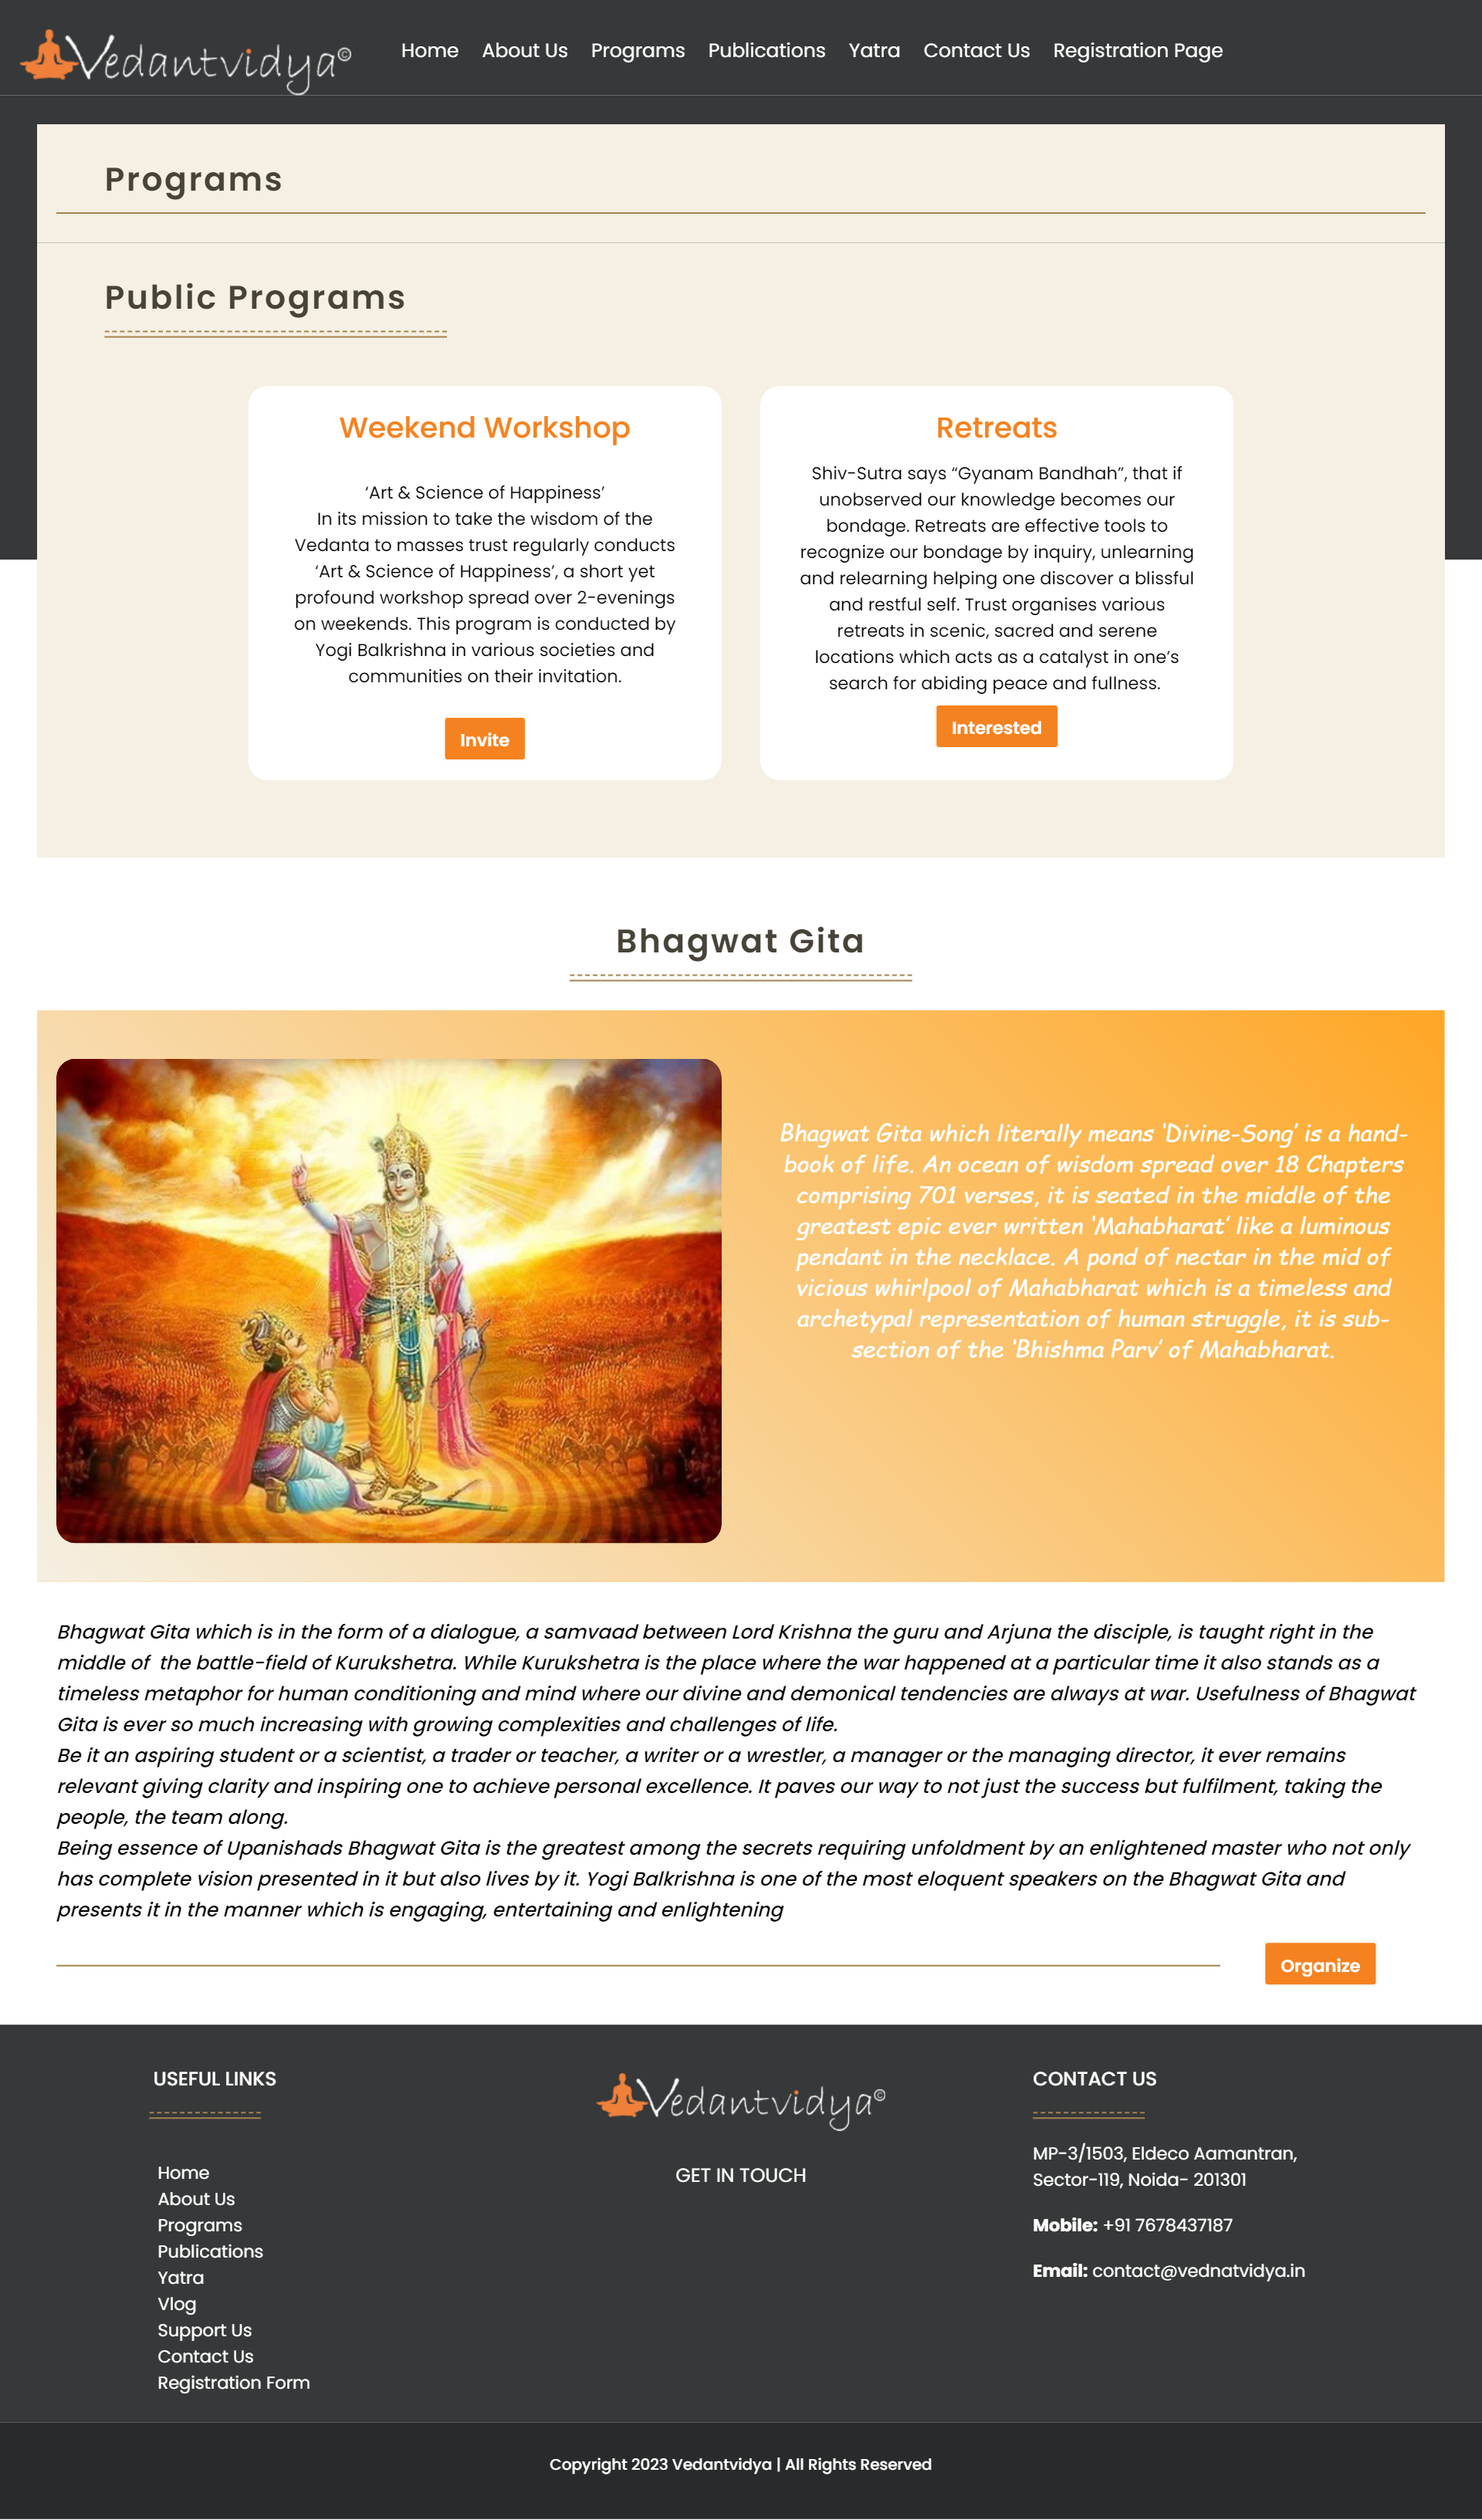 Vedantvidya©
Home About Us Programs Publications Yatra Contact Us Registration Page
Programs
Public Programs
Weekend Workshop
‘Art & Science of Happiness’
In its mission to take the wisdom of the
Vedanta to masses trust regularly conducts
‘Art & Science of Happiness’, a short yet
profound workshop spread over 2-evenings
on weekends. This program is conducted by
Yogi Balkrishna in various societies and
communities on their invitation.
Invite
Retreats
Shiv-Sutra says “Gyanam Bandhah”, that if
unobserved our knowledge becomes our
bondage. Retreats are effective tools to
recognize our bondage by inquiry, unlearning
and relearning helping one discover a blissful
and restful self. Trust organises various
retreats in scenic, sacred and serene
locations which acts as a catalyst in one’s
search for abiding peace and fullness.
Interested
Bhagwat Gita
Bhagwat Gita which literally means ‘Divine-Song’ is a hand-
book of life. An ocean of wisdom spread over 18 Chapters
comprising 701 verses, it is seated in the middle of the
greatest epic ever written ‘Mahabharat’ like a luminous
pendant in the necklace. A pond of nectar in the mid of
vicious whirlpool of Mahabharat which is a timeless and
archetypal representation of human struggle, it is sub-
section of the ‘Bhishma Parv’ of Mahabharat.
Bhagwat Gita which is in the form of a dialogue, a samvaad between Lord Krishna the guru and Arjuna the disciple, is taught right in the
middle of the battle-field of Kurukshetra. While Kurukshetra is the place where the war happened at a particular time it also stands as a
timeless metaphor for human conditioning and mind where our divine and demonical tendencies are always at war. Usefulness of Bhagwat
Gita is ever so much increasing with growing complexities and challenges of life.
Be it an aspiring student or a scientist, a trader or teacher, a writer or a wrestler, a manager or the managing director, it ever remains
relevant giving clarity and inspiring one to achieve personal excellence. It paves our way to not just the success but fulfilment, taking the
people, the team along.
Being essence of Upanishads Bhagwat Gita is the greatest among the secrets requiring unfoldment by an enlightened master who not only
has complete vision presented in it but also lives by it. Yogi Balkrishna is one of the most eloquent speakers on the Bhagwat Gita and
presents it in the manner which is engaging, entertaining and enlightening
Organize
USEFUL LINKS
Home
About Us
Programs
Publications
Yatra
Vlog
Support Us
Contact Us
Registration Form
Vedantvidya©
GET IN TOUCH
CONTACT US
MP-3/1503, Eldeco Aamantran,
Sector-119, Noida- 201301
Mobile: +91 7678437187
Email: contact@vednatvidya.in
Copyright 2023 Vedantvidya | All Rights Reserved